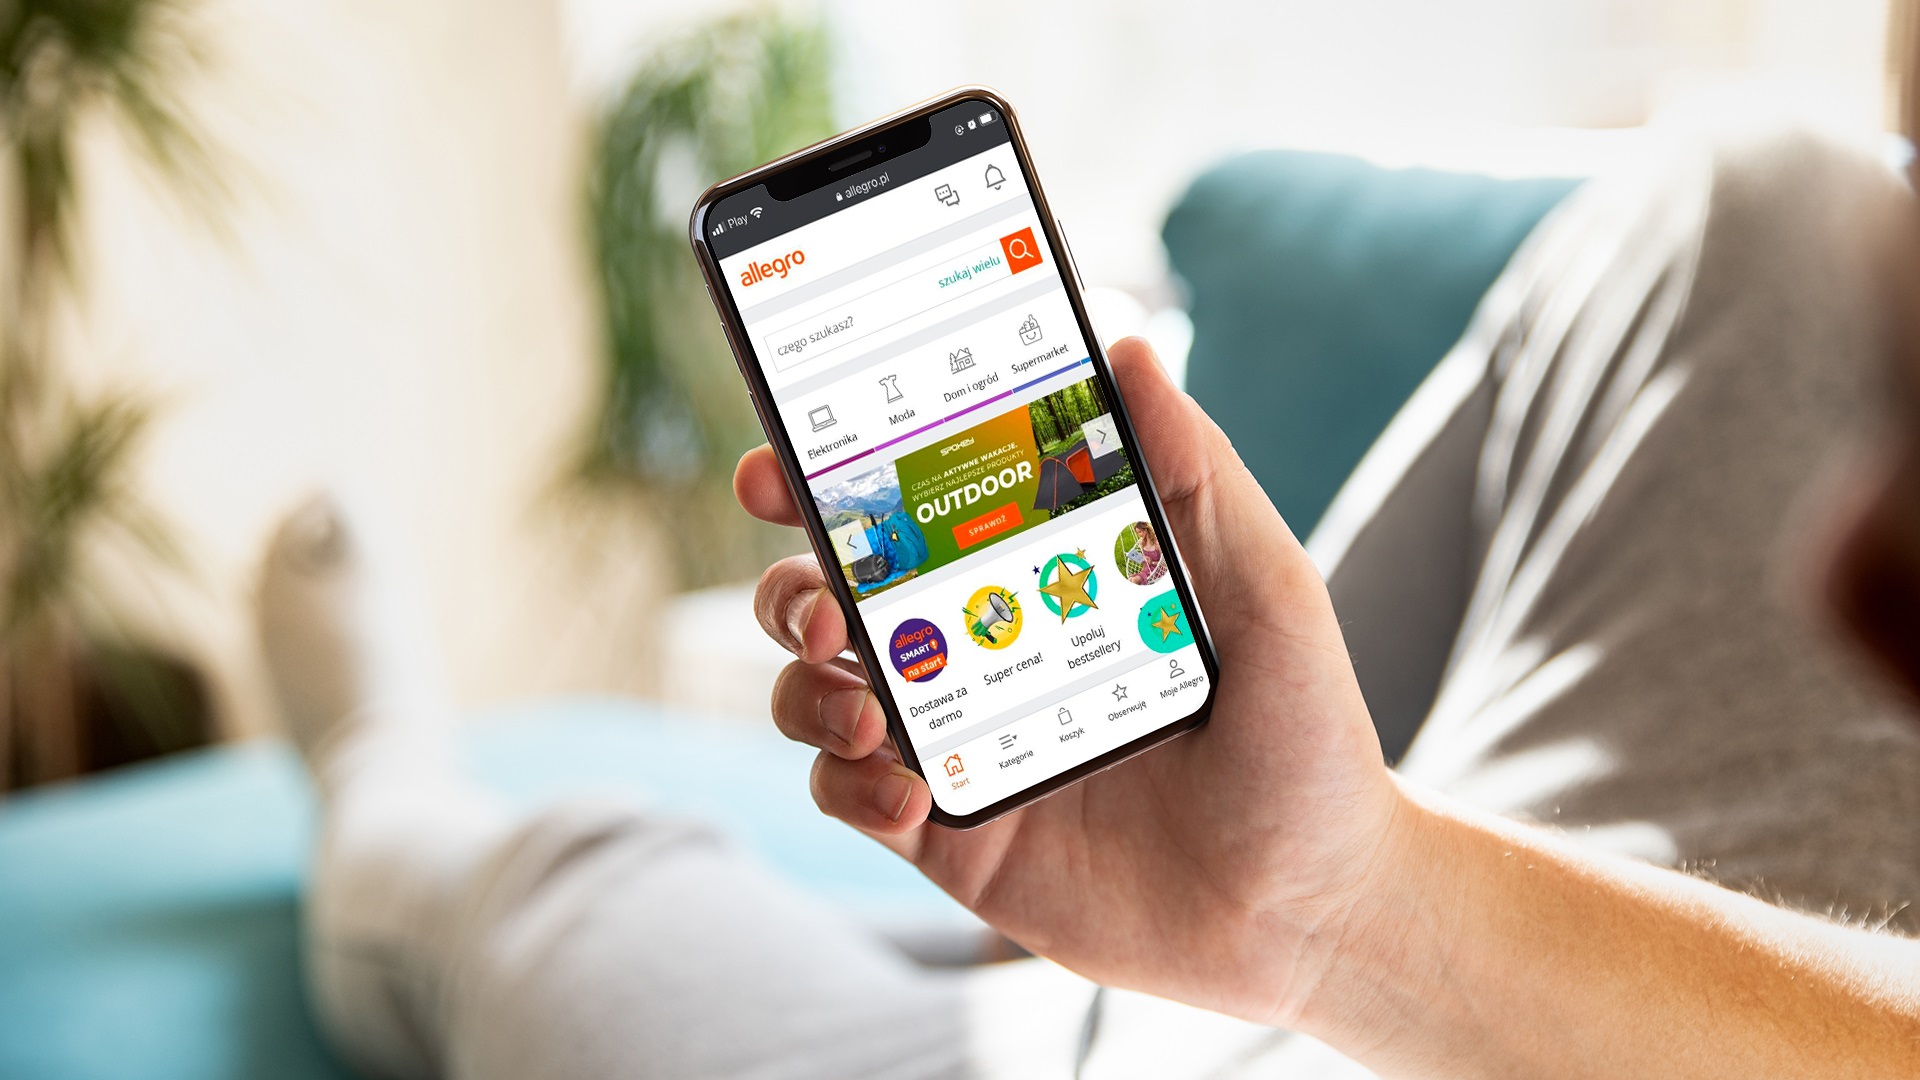 Play
allegro.pl
allegro
czego szukasz?
szukaj wielu
Elektronika
Moda
Dom i ogród
Supermarket
SPOKEY
CZAS NA AKTYWNE WAKACJE,
WYBIERZ NAJLEPSZE PRODUKTY
OUTDOOR
SPRAWDŹ
allegro
SMART!
na start
Dostawa za
darmo
Super cena!
Upoluj
bestsellery
Start
Kategorie
Koszyk
Obserwuję
Moje Allegro